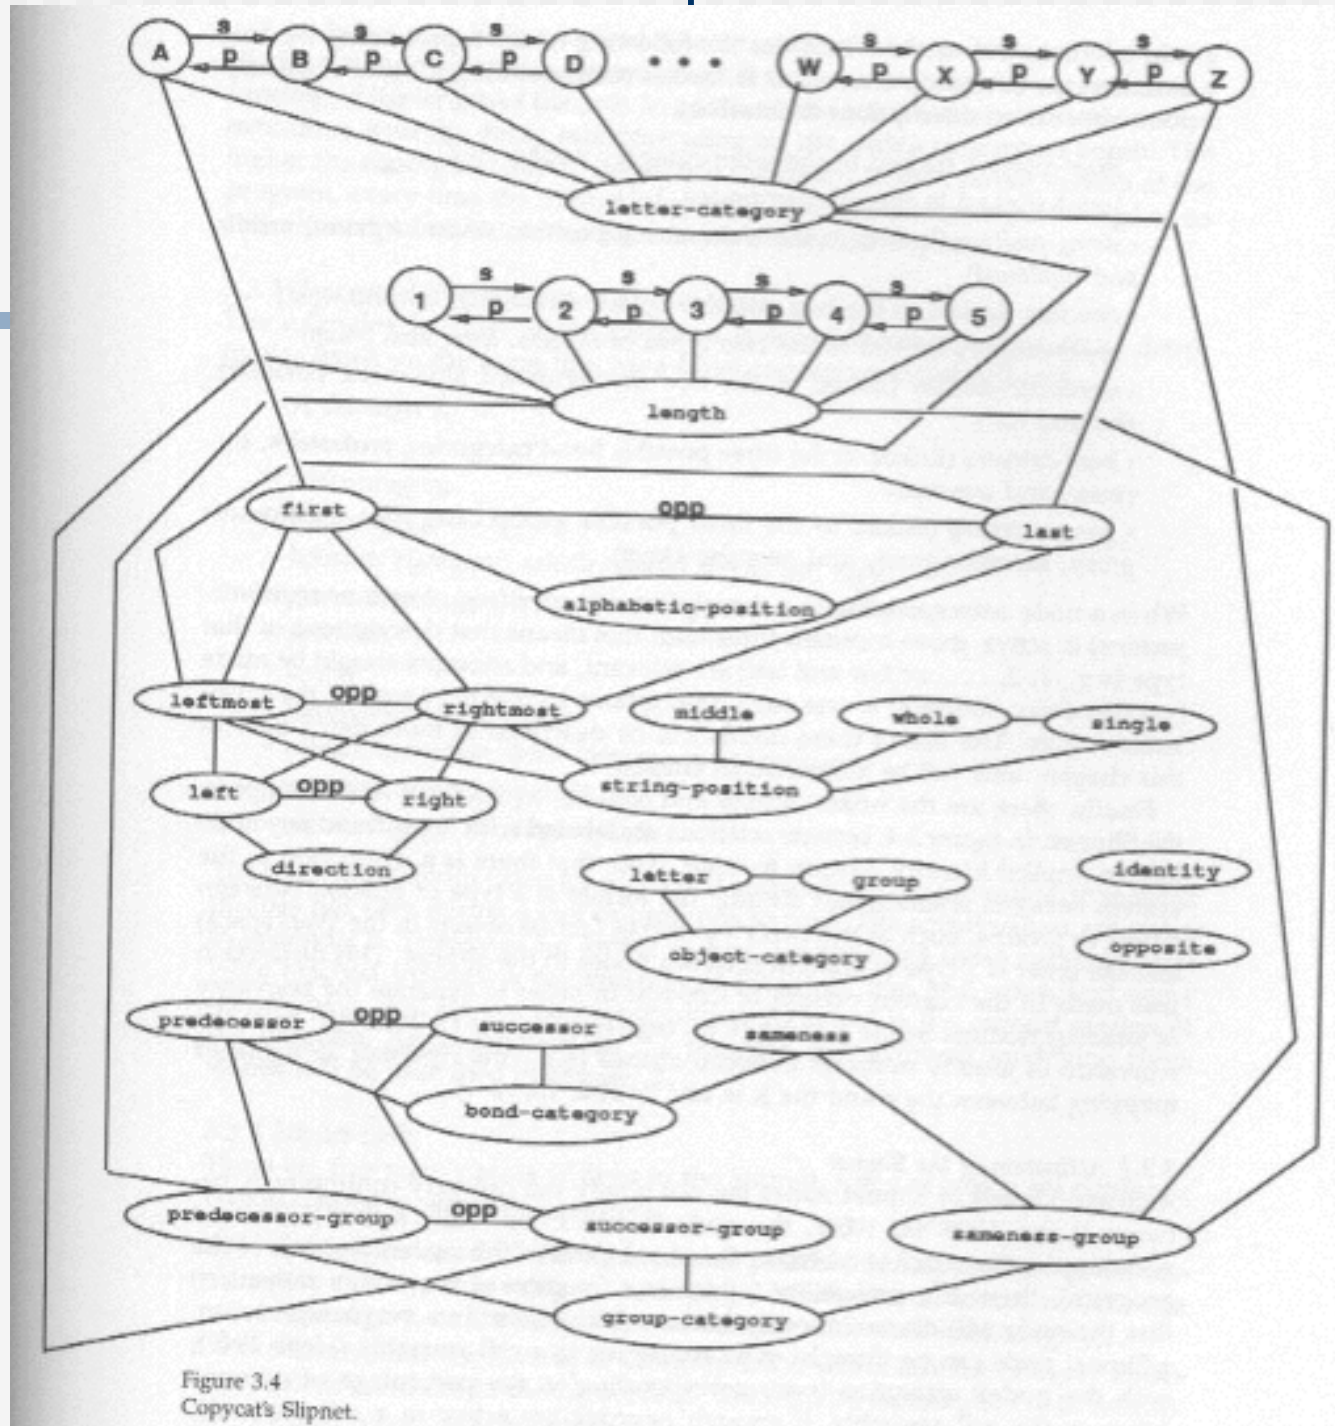 s s s s s s
A B C D • • • W X Y Z
p p p p p p
letter-category
s s s s
1 2 3 4 5
p p p p
length
first opp last
alphabetic-position
leftmost opp rightmost middle whole single
left opp right string-position
direction letter group identity
object-category opposite
predecessor opp successor sameness
bond-category
predecessor-group opp successor-group sameness-group
group-category
Figure 3.4
Copycat's Slipnet.